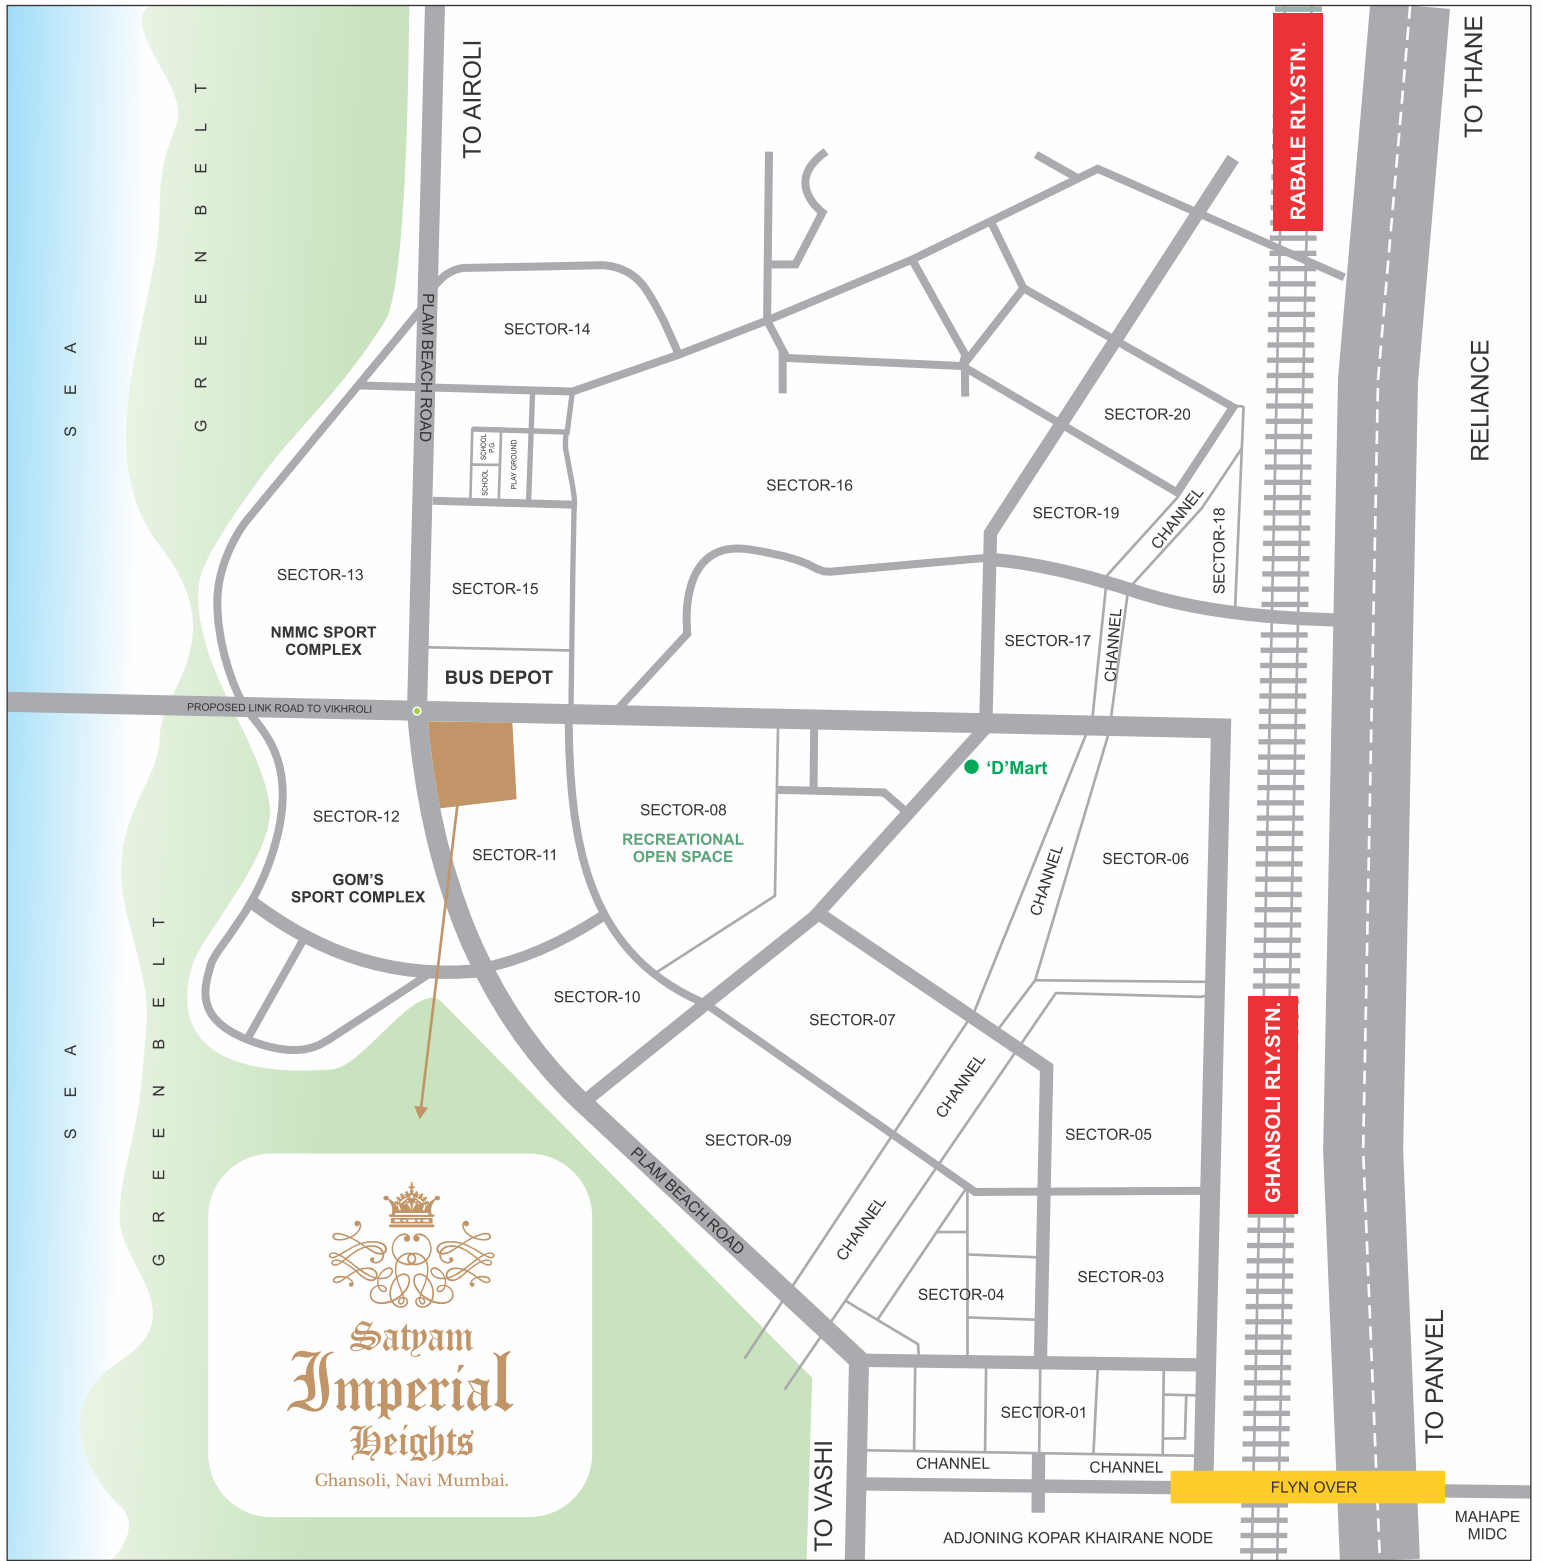 TO AIROLI
TO THANE
RABALE RLY.STN.
GREEN BELT
SEA
PLAM BEACH ROAD
SECTOR-14
RELIANCE
SECTOR-20
SCHOOL
P.G.
SCHOOL
PLAY GROUND
SECTOR-16
SECTOR-19
CHANNEL
SECTOR-18
SECTOR-13
SECTOR-15
NMMC SPORT
COMPLEX
SECTOR-17
CHANNEL
BUS DEPOT
PROPOSED LINK ROAD TO VIKHROLI
‘D’Mart
SECTOR-12
SECTOR-08
RECREATIONAL
OPEN SPACE
SECTOR-11
SECTOR-06
GOM'S
SPORT COMPLEX
CHANNEL
GREEN BELT
SEA
SECTOR-10
SECTOR-07
GHANSOLI RLY.STN.
CHANNEL
SECTOR-09
SECTOR-05
PLAM BEACH ROAD
CHANNEL
SECTOR-03
SECTOR-04
Satyam
Imperial
Heights
Ghansoli, Navi Mumbai.
TO PANVEL
SECTOR-01
TO VASHI
CHANNEL
CHANNEL
FLYN OVER
MAHAPE
MIDC
ADJONING KOPAR KHAIRANE NODE